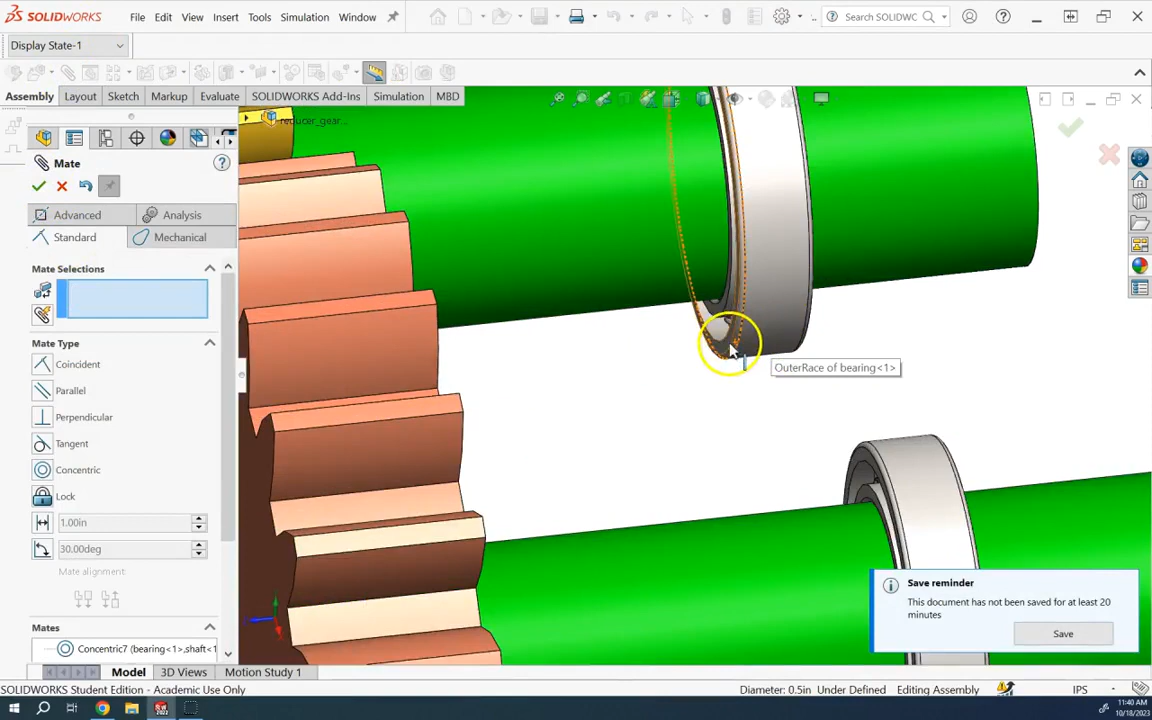 SOLIDWORKS File Edit View Insert Tools Simulation Window Search SOLIDWC
Display State-1
Assembly Layout Sketch Markup Evaluate SOLIDWORKS Add-Ins Simulation MBD
reducer_gear...
Mate
Advanced Analysis
Standard Mechanical
Mate Selections
Mate Type
Coincident
Parallel
Perpendicular
Tangent
Concentric
Lock
1.00in
30.00deg
Mate alignment:
Mates
Concentric7 (bearing<1>,shaft<1
OuterRace of bearing<1>
Save reminder
This document has not been saved for at least 20
minutes
Save
Model 3D Views Motion Study 1
SOLIDWORKS Student Edition - Academic Use Only Diameter: 0.5in Under Defined Editing Assembly IPS
11:40 AM
10/18/2023